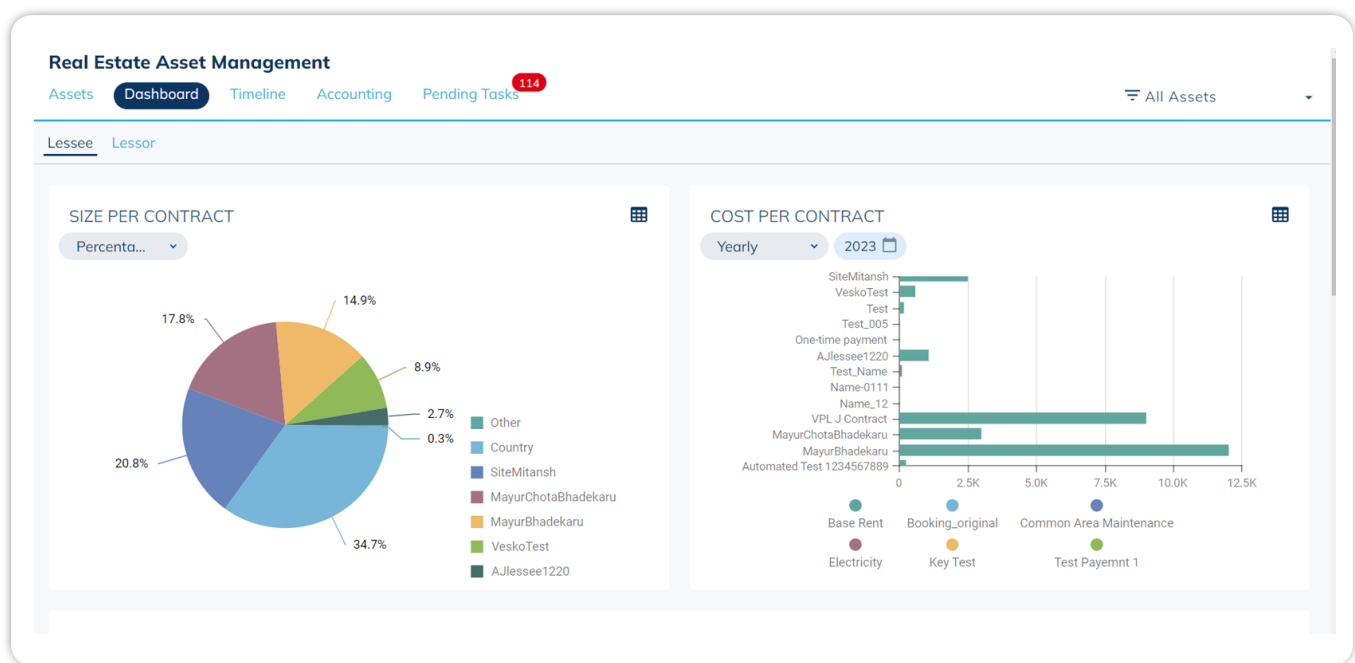 Real Estate Asset Management
Assets Dashboard Timeline Accounting Pending Tasks 114 All Assets
Lessee Lessor
SIZE PER CONTRACT
Percenta...
14.9%
17.8%
8.9%
2.7%
0.3%
20.8%
34.7%
Other
Country
SiteMitansh
MayurChotaBhadekaru
MayurBhadekaru
VeskoTest
AJlessee1220
COST PER CONTRACT
Yearly 2023
SiteMitansh
VeskoTest
Test
Test_005
One-time payment
AJlessee1220
Test_Name
Name-0111
Name_12
VPL J Contract
MayurChotaBhadekaru
MayurBhadekaru
Automated Test 1234567889
0 2.5K 5.0K 7.5K 10.0K 12.5K
Base Rent Booking_original Common Area Maintenance
Electricity Key Test Test Payemnt 1